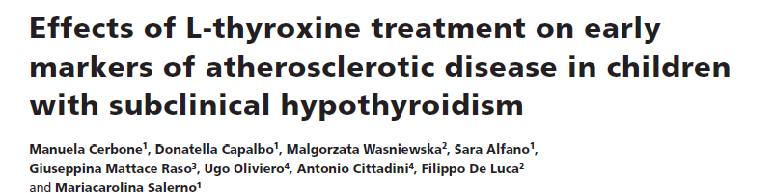 Effects of L-thyroxine treatment on early
markers of atherosclerotic disease in children
with subclinical hypothyroidism
Manuela Cerbone¹, Donatella Capalbo¹, Malgorzata Wasniewska², Sara Alfano¹,
Giuseppina Mattace Raso³, Ugo Oliviero⁴, Antonio Cittadini⁴, Filippo De Luca²
and Mariacarolina Salerno¹